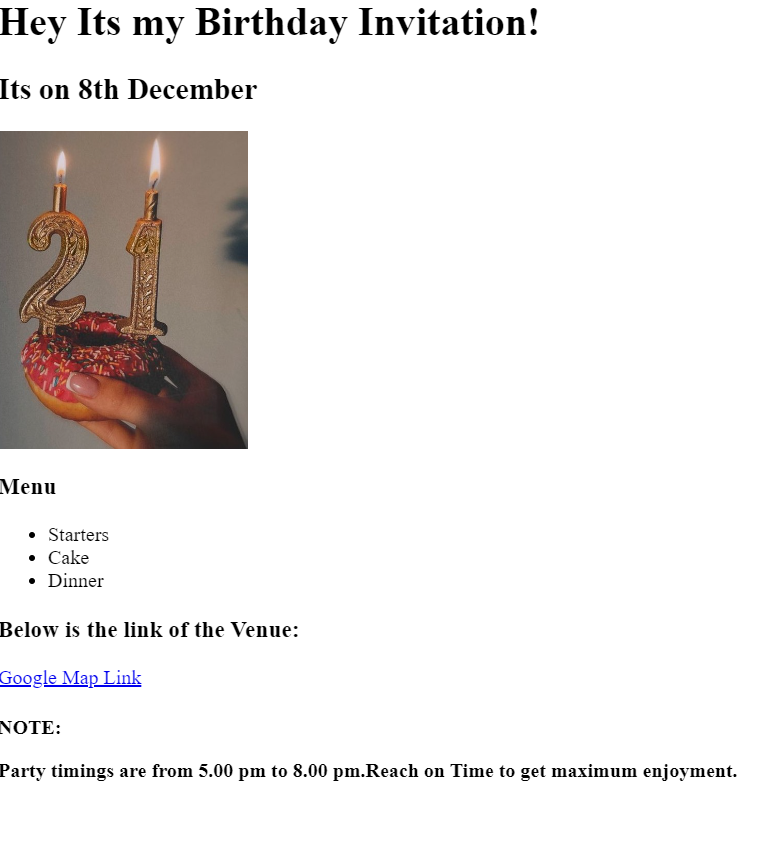 Hey Its my Birthday Invitation!
Its on 8th December
21
Menu
Starters
Cake
Dinner
Below is the link of the Venue:
Google Map Link
NOTE:
Party timings are from 5.00 pm to 8.00 pm.Reach on Time to get maximum enjoyment.